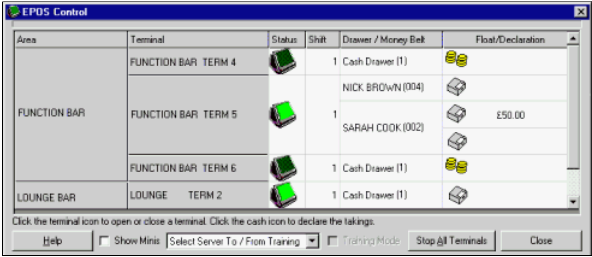 EPOS Control
Area Terminal Status Shift Drawer / Money Belt Float/Declaration
FUNCTION BAR TERM 4 1 Cash Drawer (1)
NICK BROWN (004)
FUNCTION BAR FUNCTION BAR TERM 5 1 £50.00
SARAH COOK (002)
FUNCTION BAR TERM 6 1 Cash Drawer (1)
LOUNGE BAR LOUNGE TERM 2 1 Cash Drawer (1)
Click the terminal icon to open or close a terminal. Click the cash icon to declare the takings.
Help Show Minis Select Server To / From Training Training Mode Stop All Terminals Close